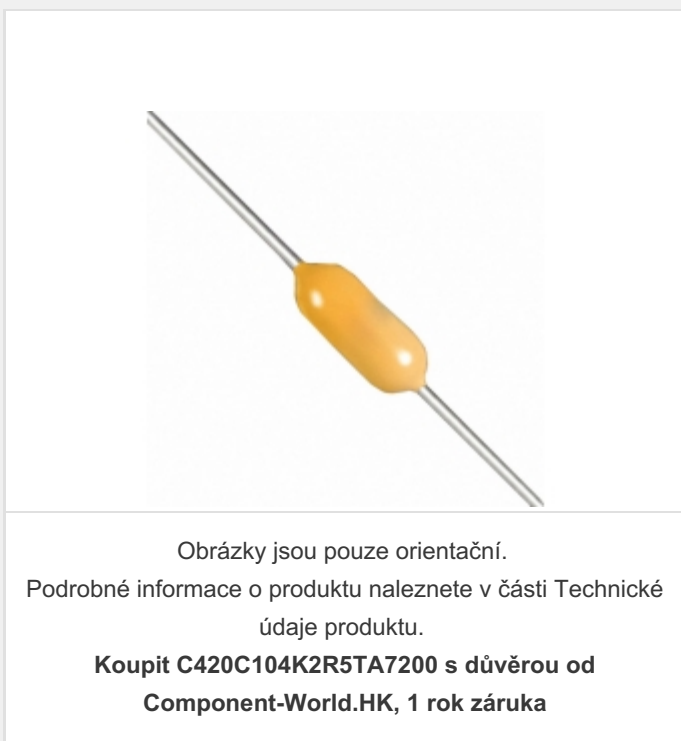 Obrázky jsou pouze orientační.
Podrobné informace o produktu naleznete v části Technické
údaje produktu.
Koupit C420C104K2R5TA7200 s důvěrou od
Component-World.HK, 1 rok záruka